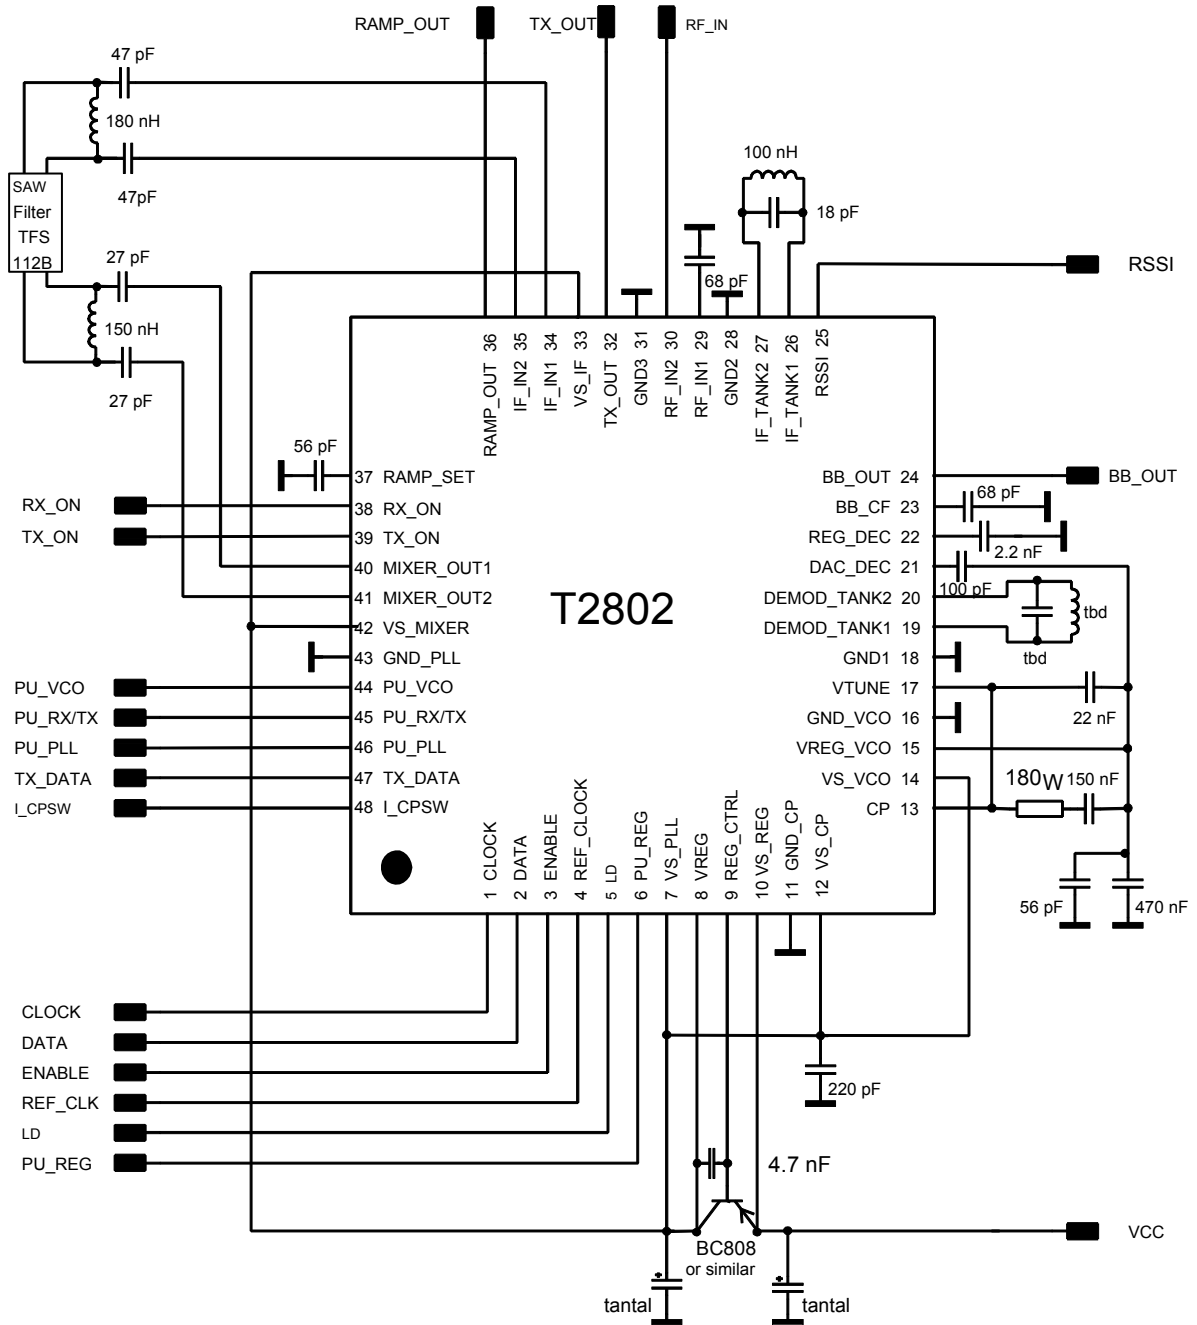 RAMP_OUT
TX_OUT
RF_IN
47 pF
180 nH
47pF
SAW
Filter
TFS
112B
27 pF
150 nH
27 pF
100 nH
18 pF
68 pF
RSSI
RAMP_OUT 36
IF_IN2 35
IF_IN1 34
VS_IF 33
TX_OUT 32
GND3 31
RF_IN2 30
RF_IN1 29
GND2 28
IF_TANK2 27
IF_TANK1 26
RSSI 25
56 pF
37 RAMP_SET
RX_ON
38 RX_ON
TX_ON
39 TX_ON
40 MIXER_OUT1
41 MIXER_OUT2
42 VS_MIXER
43 GND_PLL
PU_VCO
44 PU_VCO
PU_RX/TX
45 PU_RX/TX
PU_PLL
46 PU_PLL
TX_DATA
47 TX_DATA
I_CPSW
48 I_CPSW
T2802
BB_OUT 24
BB_OUT
BB_CF 23
68 pF
REG_DEC 22
2.2 nF
DAC_DEC 21
100 pF
DEMOD_TANK2 20
tbd
DEMOD_TANK1 19
tbd
GND1 18
VTUNE 17
22 nF
GND_VCO 16
VREG_VCO 15
VS_VCO 14
180W
150 nF
CP 13
56 pF
470 nF
1 CLOCK
2 DATA
3 ENABLE
4 REF_CLOCK
5 LD
6 PU_REG
7 VS_PLL
8 VREG
9 REG_CTRL
10 VS_REG
11 GND_CP
12 VS_CP
CLOCK
DATA
ENABLE
REF_CLK
LD
PU_REG
220 pF
4.7 nF
BC808
or similar
VCC
+
tantal
+
tantal